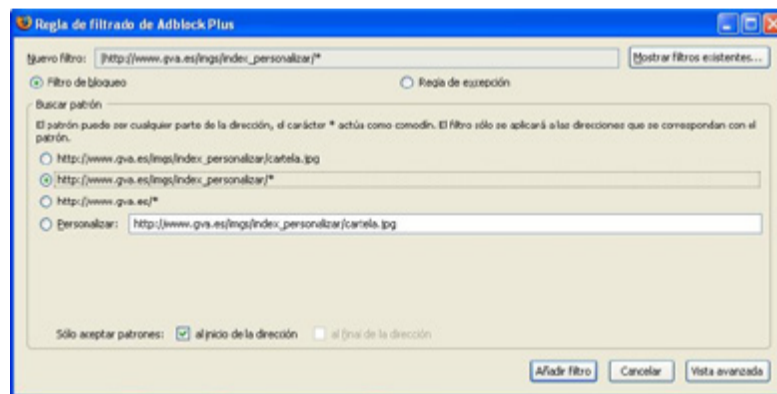 Regla de filtrado de Adblock Plus
Nuevo filtro: |http://www.gva.es/imgs/index_personalizar/* Mostrar filtros existentes...
Filtro de bloqueo Regla de excepción
Buscar patrón
El patrón puede ser cualquier parte de la dirección, el carácter * actúa como comodín. El filtro sólo se aplicará a las direcciones que se correspondan con el
patrón.
http://www.gva.es/imgs/index_personalizar/cartela.jpg
http://www.gva.es/imgs/index_personalizar/*
http://www.gva.es/*
Personalizar: http://www.gva.es/imgs/index_personalizar/cartela.jpg
Sólo aceptar patrones: al inicio de la dirección al final de la dirección
Añadir filtro Cancelar Vista avanzada